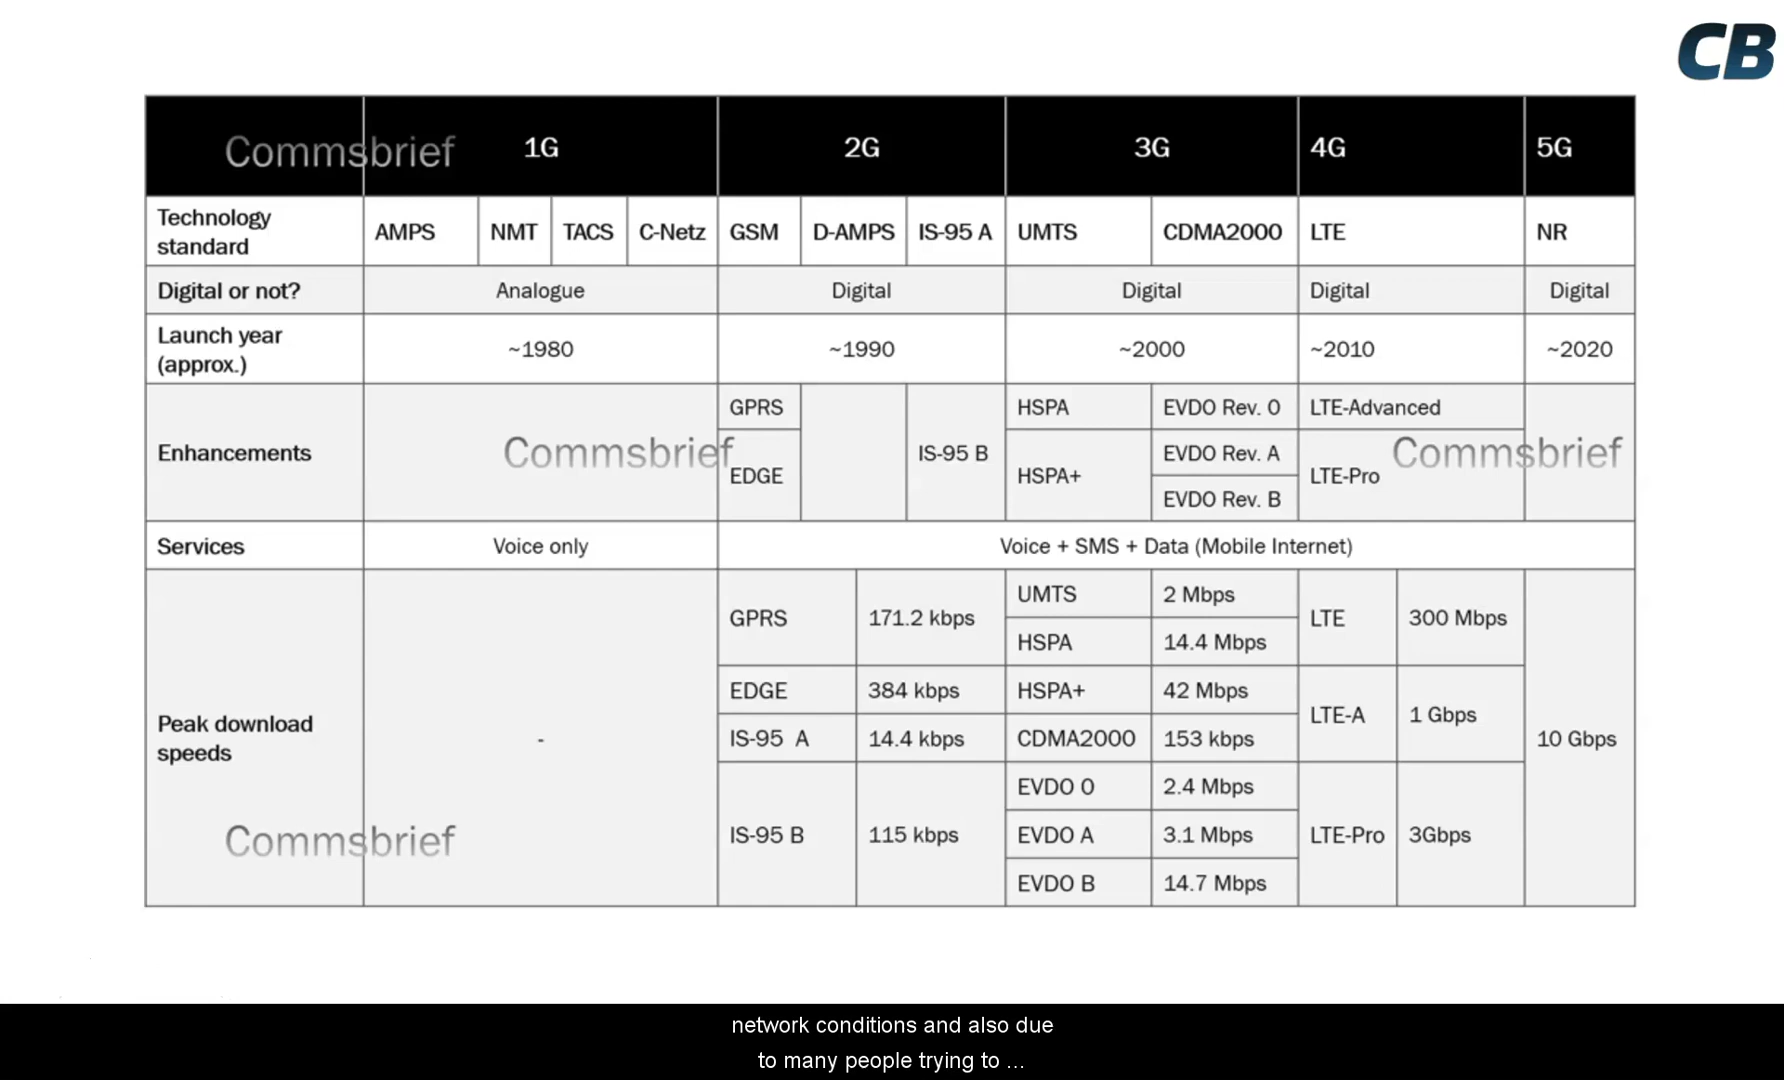 CB
Commsbrief 1G 2G 3G 4G 5G
Technology
standard
AMPS NMT TACS C-Netz GSM D-AMPS IS-95 A UMTS CDMA2000 LTE NR
Digital or not? Analogue Digital Digital Digital Digital
Launch year
(approx.)
~1980 ~1990 ~2000 ~2010 ~2020
GPRS HSPA EVDO Rev. 0 LTE-Advanced
Enhancements Commsbrief IS-95 B EVDO Rev. A Commsbrief
EDGE HSPA+ LTE-Pro
EVDO Rev. B
Services Voice only Voice + SMS + Data (Mobile Internet)
UMTS 2 Mbps
GPRS 171.2 kbps LTE 300 Mbps
HSPA 14.4 Mbps
EDGE 384 kbps HSPA+ 42 Mbps
LTE-A 1 Gbps
Peak download
speeds
-
IS-95 A 14.4 kbps CDMA2000 153 kbps 10 Gbps
EVDO 0 2.4 Mbps
Commsbrief IS-95 B 115 kbps EVDO A 3.1 Mbps LTE-Pro 3Gbps
EVDO B 14.7 Mbps
network conditions and also due
to many people trying to ...